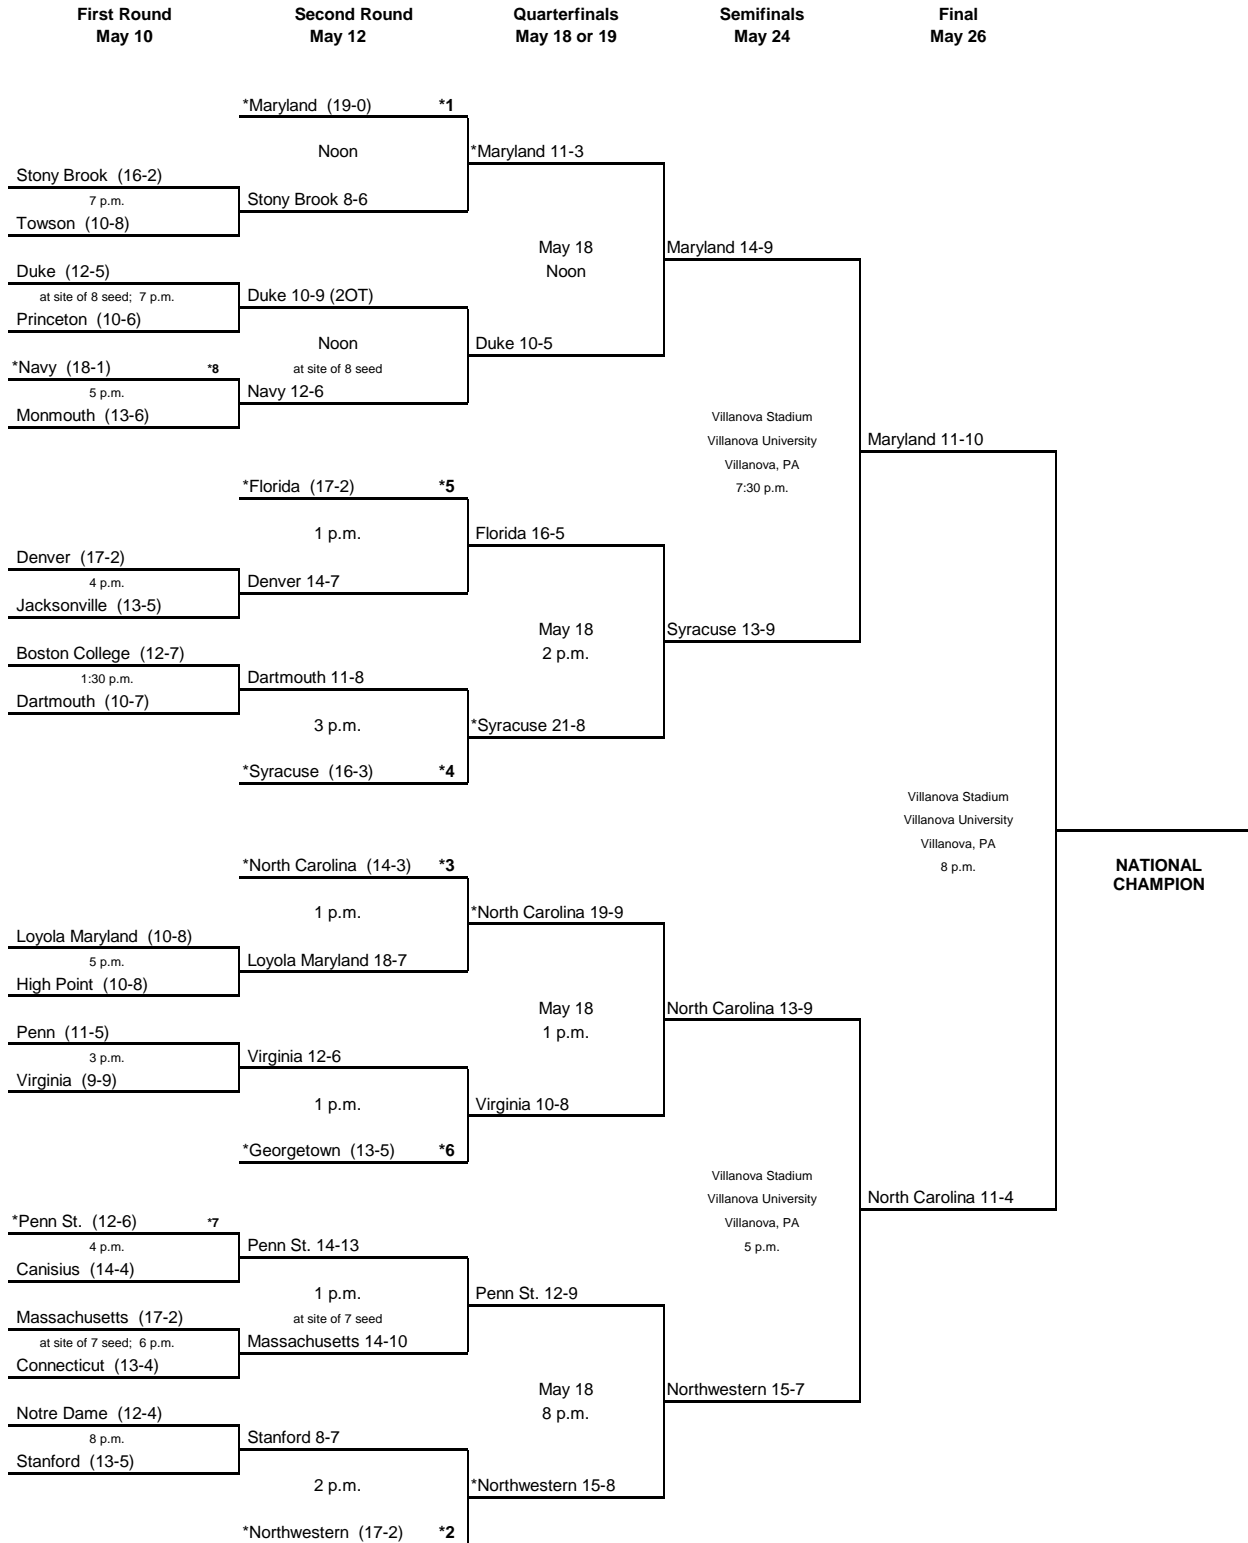 First Round
May 10
Second Round
May 12
Quarterfinals
May 18 or 19
Semifinals
May 24
Final
May 26
*Maryland (19-0) *1
Noon
*Maryland 11-3
Stony Brook (16-2)
7 p.m.
Stony Brook 8-6
Towson (10-8)
May 18
Noon
Maryland 14-9
Duke (12-5)
at site of 8 seed; 7 p.m.
Duke 10-9 (2OT)
Princeton (10-6)
Noon
at site of 8 seed
Duke 10-5
*Navy (18-1) *8
5 p.m.
Navy 12-6
Monmouth (13-6)
Villanova Stadium
Villanova University
Villanova, PA
7:30 p.m.
Maryland 11-10
*Florida (17-2) *5
1 p.m.
Florida 16-5
Denver (17-2)
4 p.m.
Denver 14-7
Jacksonville (13-5)
May 18
2 p.m.
Syracuse 13-9
Boston College (12-7)
1:30 p.m.
Dartmouth 11-8
Dartmouth (10-7)
3 p.m.
*Syracuse 21-8
*Syracuse (16-3) *4
Villanova Stadium
Villanova University
Villanova, PA
8 p.m.
NATIONAL
CHAMPION
*North Carolina (14-3) *3
1 p.m.
*North Carolina 19-9
Loyola Maryland (10-8)
5 p.m.
Loyola Maryland 18-7
High Point (10-8)
May 18
1 p.m.
North Carolina 13-9
Penn (11-5)
3 p.m.
Virginia 12-6
Virginia (9-9)
1 p.m.
Virginia 10-8
*Georgetown (13-5) *6
Villanova Stadium
Villanova University
Villanova, PA
5 p.m.
North Carolina 11-4
*Penn St. (12-6) *7
4 p.m.
Penn St. 14-13
Canisius (14-4)
1 p.m.
at site of 7 seed
Penn St. 12-9
Massachusetts (17-2)
at site of 7 seed; 6 p.m.
Massachusetts 14-10
Connecticut (13-4)
May 18
8 p.m.
Northwestern 15-7
Notre Dame (12-4)
8 p.m.
Stanford 8-7
Stanford (13-5)
2 p.m.
*Northwestern 15-8
*Northwestern (17-2) *2